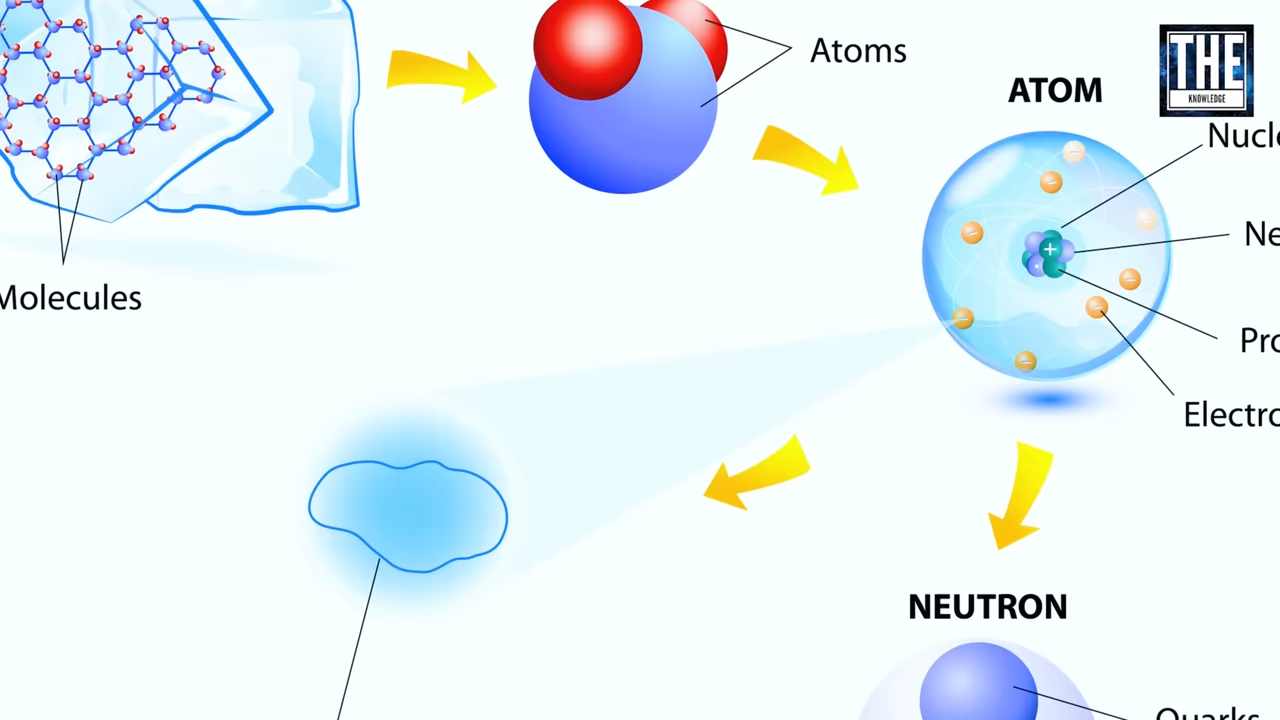 Atoms
ATOM
THE
KNOWLEDGE
Nucle
Ne
Molecules
Pro
Electro
NEUTRON
Quarks